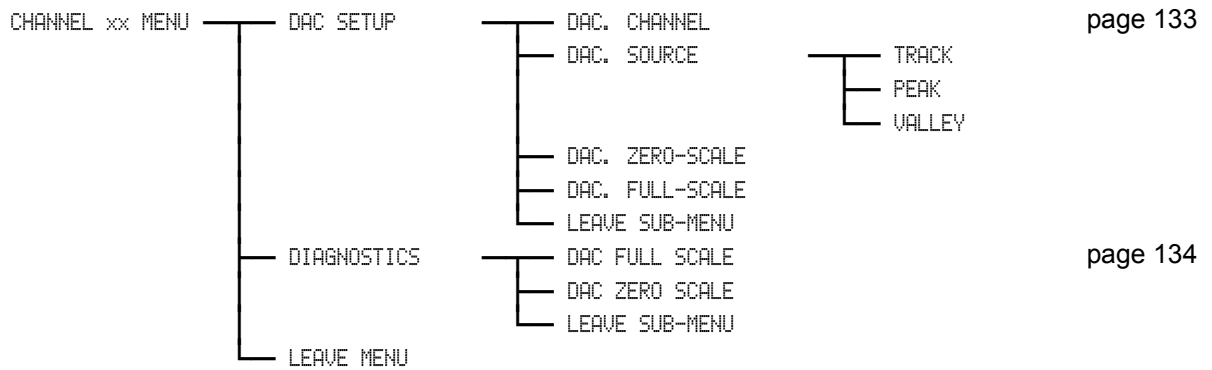 CHANNEL xx MENU DAC SETUP DAC. CHANNEL page 133
DAC. SOURCE TRACK
PEAK
VALLEY
DAC. ZERO-SCALE
DAC. FULL-SCALE
LEAVE SUB-MENU
DIAGNOSTICS DAC FULL SCALE page 134
DAC ZERO SCALE
LEAVE SUB-MENU
LEAVE MENU